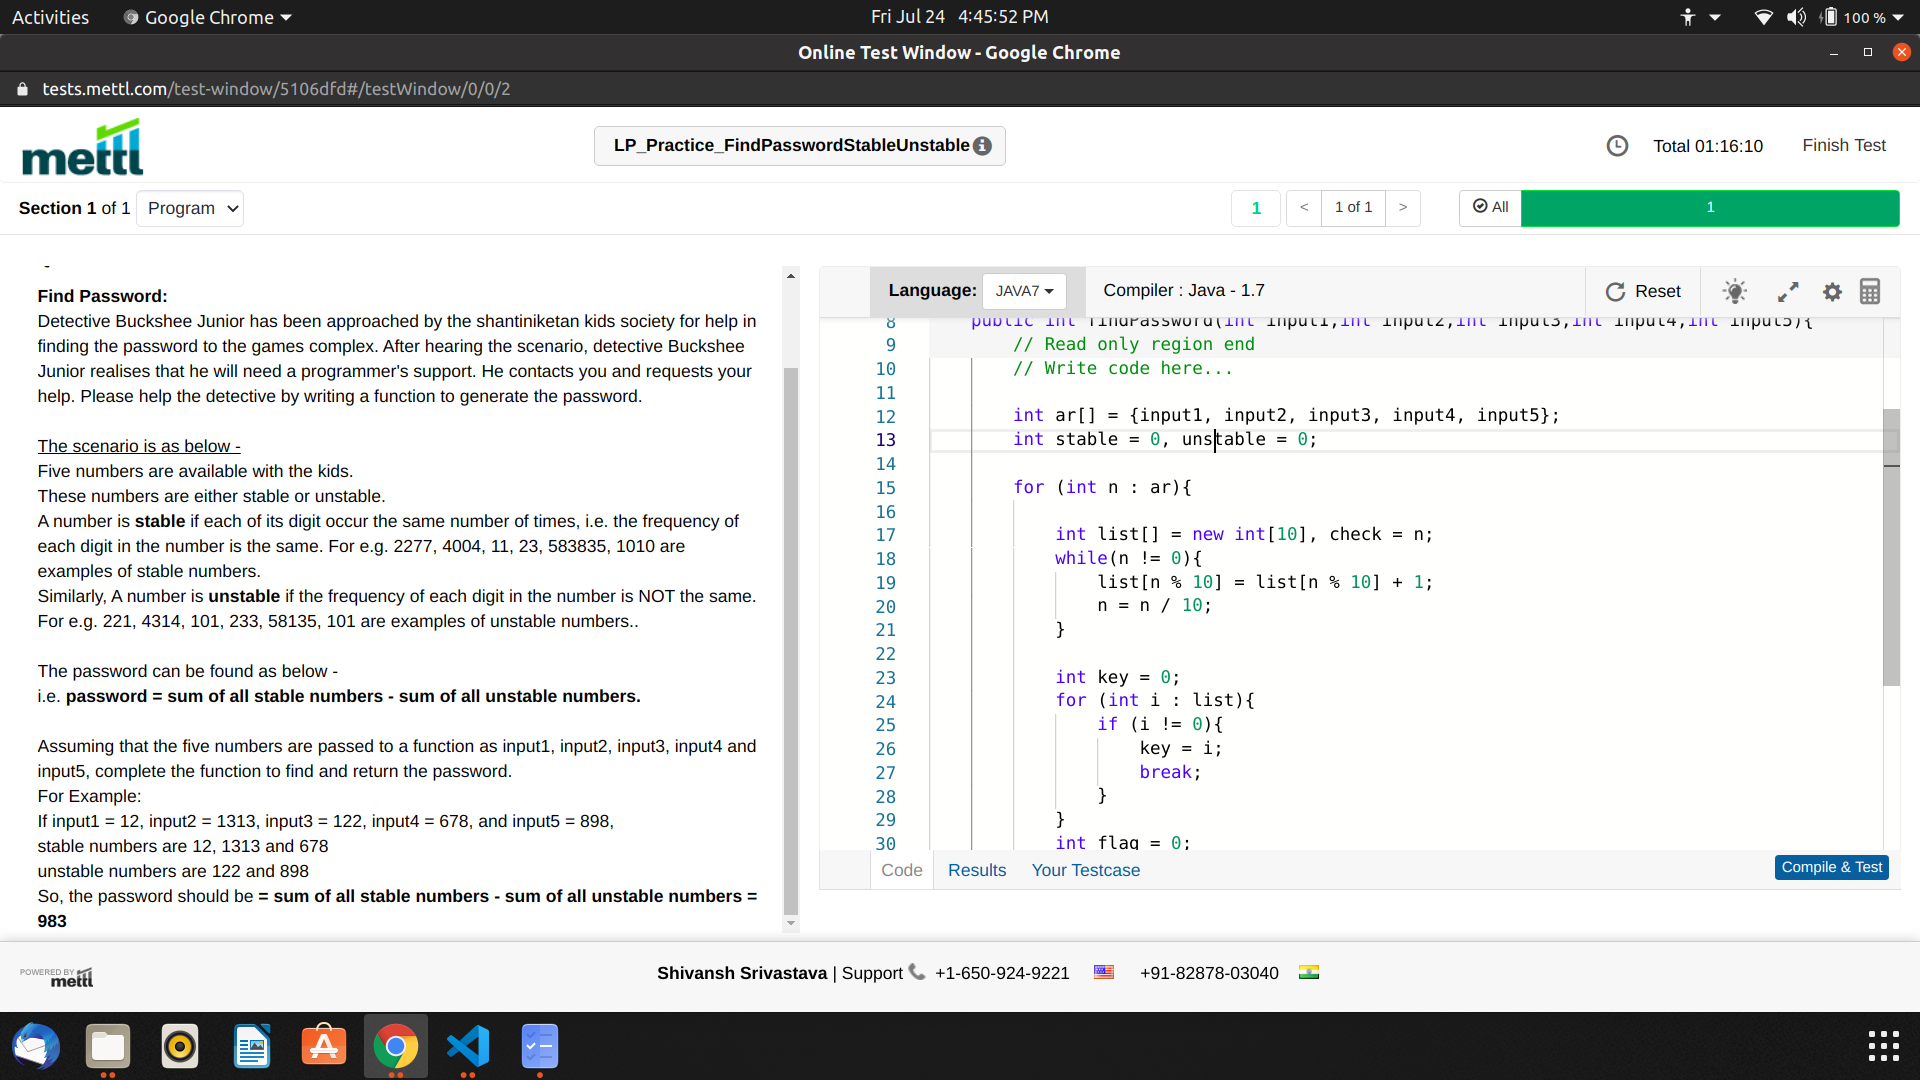 Activities
Google Chrome
Fri Jul 24 4:45:52 PM
100 %
Online Test Window - Google Chrome
tests.mettl.com/test-window/5106dfd#/testWindow/0/0/2
mettl
LP_Practice_FindPasswordStableUnstable
Total 01:16:10
Finish Test
Section 1 of 1
Program
1
<
1 of 1
>
All
1
Find Password:
Detective Buckshee Junior has been approached by the shantiniketan kids society for help in
finding the password to the games complex. After hearing the scenario, detective Buckshee
Junior realises that he will need a programmer's support. He contacts you and requests your
help. Please help the detective by writing a function to generate the password.
The scenario is as below -
Five numbers are available with the kids.
These numbers are either stable or unstable.
A number is stable if each of its digit occur the same number of times, i.e. the frequency of
each digit in the number is the same. For e.g. 2277, 4004, 11, 23, 583835, 1010 are
examples of stable numbers.
Similarly, A number is unstable if the frequency of each digit in the number is NOT the same.
For e.g. 221, 4314, 101, 233, 58135, 101 are examples of unstable numbers..
The password can be found as below -
i.e. password = sum of all stable numbers - sum of all unstable numbers.
Assuming that the five numbers are passed to a function as input1, input2, input3, input4 and
input5, complete the function to find and return the password.
For Example:
If input1 = 12, input2 = 1313, input3 = 122, input4 = 678, and input5 = 898,
stable numbers are 12, 1313 and 678
unstable numbers are 122 and 898
So, the password should be = sum of all stable numbers - sum of all unstable numbers =
983
Language:
JAVA7
Compiler : Java - 1.7
Reset
8 public int findPassword(int input1,int input2,int input3,int input4,int input5){
9 // Read only region end
10 // Write code here...
11
12 int ar[] = {input1, input2, input3, input4, input5};
13 int stable = 0, unstable = 0;
14
15 for (int n : ar){
16
17 int list[] = new int[10], check = n;
18 while(n != 0){
19 list[n % 10] = list[n % 10] + 1;
20 n = n / 10;
21 }
22
23 int key = 0;
24 for (int i : list){
25 if (i != 0){
26 key = i;
27 break;
28 }
29 }
30 int flag = 0;
Code
Results
Your Testcase
Compile & Test
POWERED BY
mettl
Shivansh Srivastava | Support +1-650-924-9221 +91-82878-03040